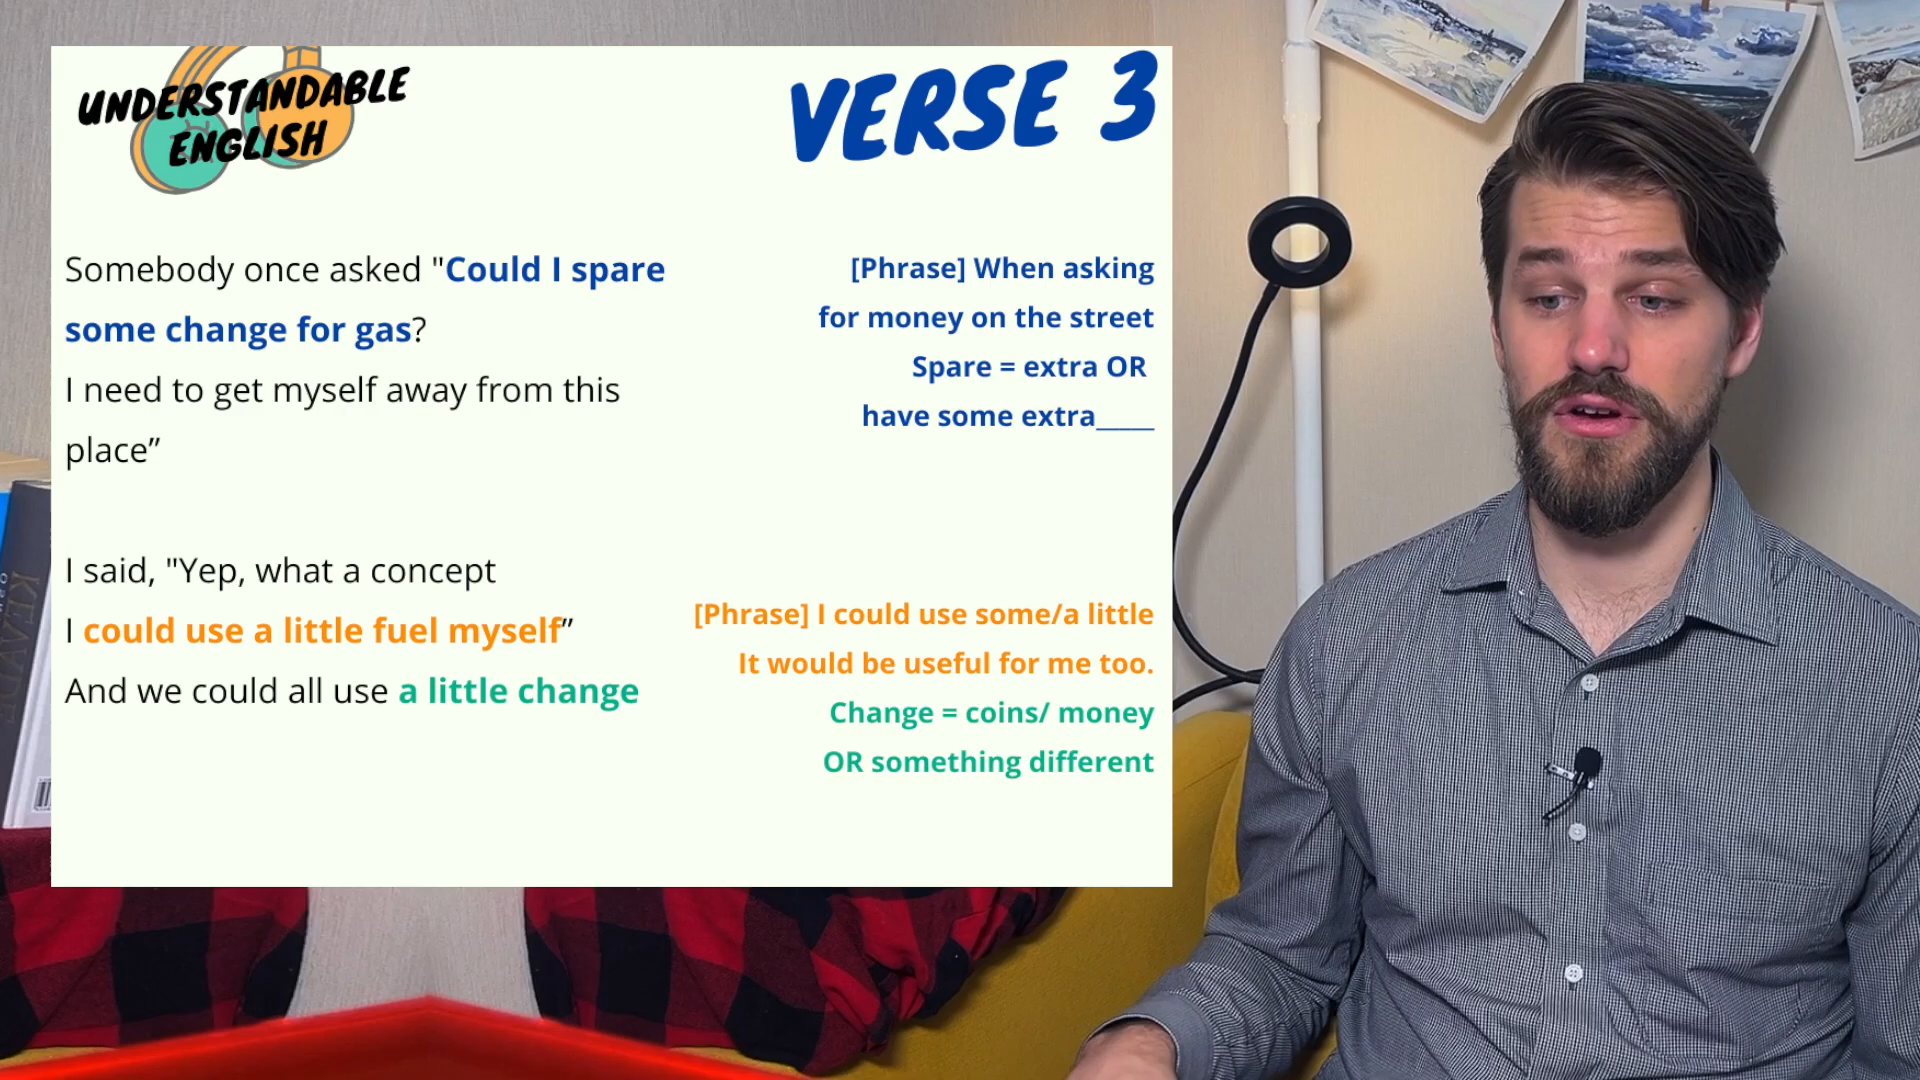 UNDERSTANDABLE
ENGLISH
VERSE 3
Somebody once asked "Could I spare
some change for gas?
I need to get myself away from this
place”
I said, "Yep, what a concept
I could use a little fuel myself”
And we could all use a little change
[Phrase] When asking
for money on the street
Spare = extra OR
have some extra_____
[Phrase] I could use some/a little
It would be useful for me too.
Change = coins/ money
OR something different